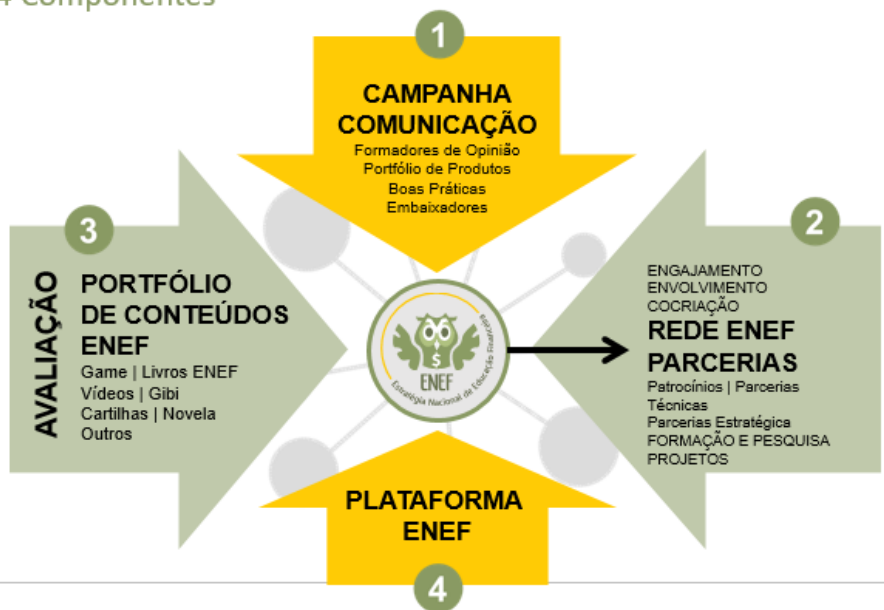 4 Componentes
1
CAMPANHA
COMUNICAÇÃO
Formadores de Opinião
Portfólio de Produtos
Boas Práticas
Embaixadores
2
ENGAJAMENTO
ENVOLVIMENTO
COCRIAÇÃO
REDE ENEF
PARCERIAS
Patrocínios | Parcerias
Técnicas
Parcerias Estratégica
FORMAÇÃO E PESQUISA
PROJETOS
3
AVALIAÇÃO
PORTFÓLIO
DE CONTEÚDOS
ENEF
Game | Livros ENEF
Vídeos | Gibi
Cartilhas | Novela
Outros
$
ENEF
Estratégia Nacional de Educação Financeira
PLATAFORMA
ENEF
4